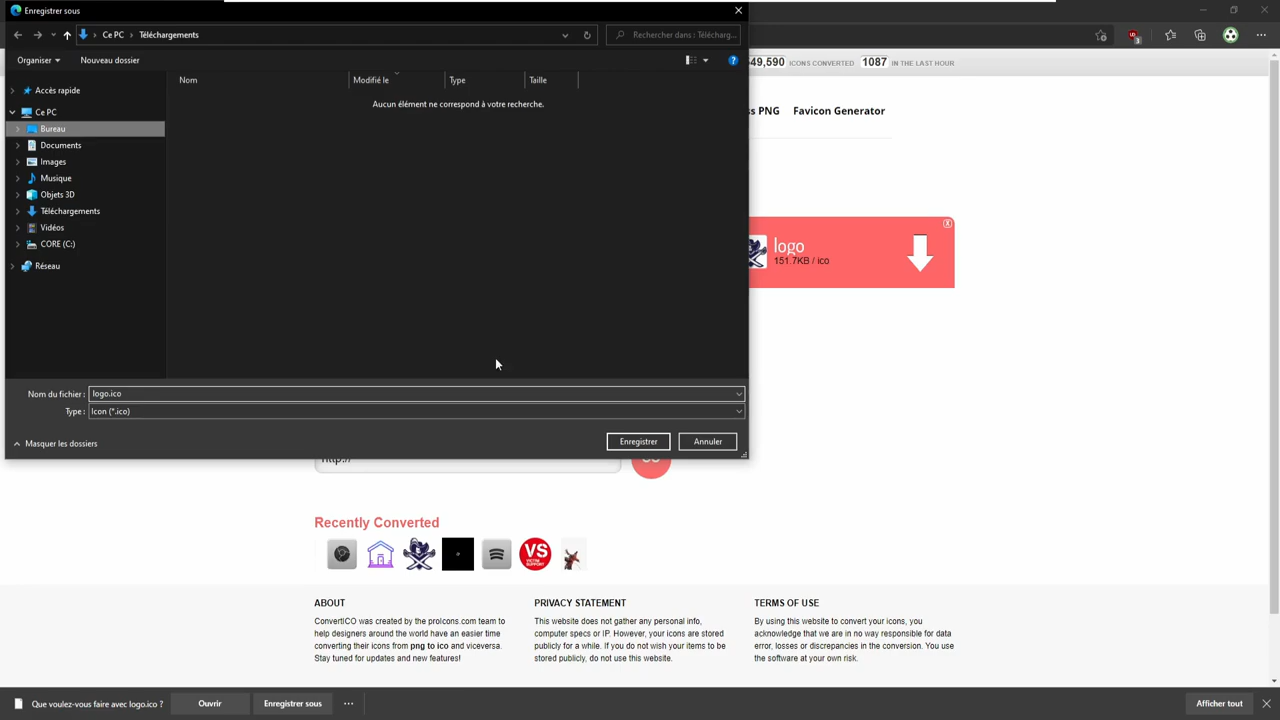 Enregistrer sous
Ce PC > Téléchargements
Rechercher dans : Télécharg...
Organiser
Nouveau dossier
Nom
Modifié le
Type
Taille
Aucun élément ne correspond à votre recherche.
Accès rapide
Ce PC
Bureau
Documents
Images
Musique
Objets 3D
Téléchargements
Vidéos
CORE (C:)
Réseau
Nom du fichier : logo.ico
Type : Icon (*.ico)
Masquer les dossiers
Enregistrer
Annuler
49,590 ICONS CONVERTED 1087 IN THE LAST HOUR
s PNG
Favicon Generator
logo
151.7KB / ico
Recently Converted
VS
VICTIM
SUPPORT
ABOUT
ConvertICO was created by the proIcons.com team to
help designers around the world have an easier time
converting their icons from png to ico and viceversa.
Stay tuned for updates and new features!
PRIVACY STATEMENT
This website does not gather any personal info,
computer specs or IP. However, your icons are stored
publicly for a while. If you do not wish your items to be
stored publicly, do not use this website.
TERMS OF USE
By using this website to convert your icons, you
acknowledge that we are in no way responsible for data
error, losses or discrepancies in the conversion. You use
the software at your own risk.
Que voulez-vous faire avec logo.ico ?
Ouvrir
Enregistrer sous
Afficher tout